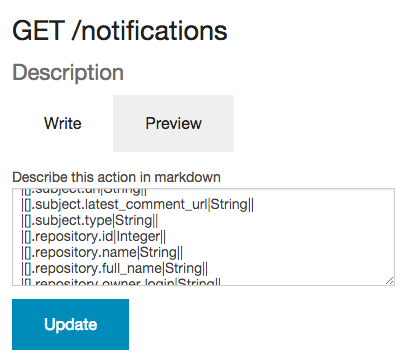 GET /notifications
Description
Write
Preview
Describe this action in markdown
|[].subject.url|String||
|[].subject.latest_comment_url|String||
|[].subject.type|String||
|[].repository.id|Integer||
|[].repository.name|String||
|[].repository.full_name|String||
|[].repository.owner.login|String||
Update